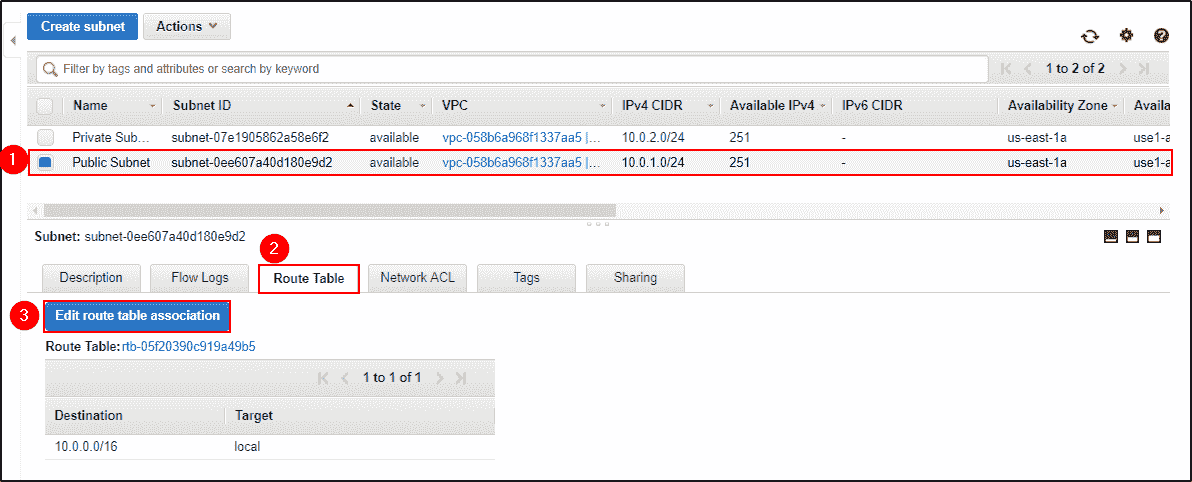 Create subnet Actions
Filter by tags and attributes or search by keyword 1 to 2 of 2
Name Subnet ID State VPC IPv4 CIDR Available IPv4 IPv6 CIDR Availability Zone Availa
Private Sub... subnet-07e1905862a58e6f2 available vpc-058b6a968f1337aa5 |... 10.0.2.0/24 251 - us-east-1a use1-a
1 Public Subnet subnet-0ee607a40d180e9d2 available vpc-058b6a968f1337aa5 |... 10.0.1.0/24 251 - us-east-1a use1-a
Subnet: subnet-0ee607a40d180e9d2
2
Description Flow Logs Route Table Network ACL Tags Sharing
3 Edit route table association
Route Table: rtb-05f20390c919a49b5
1 to 1 of 1
Destination Target
10.0.0.0/16 local